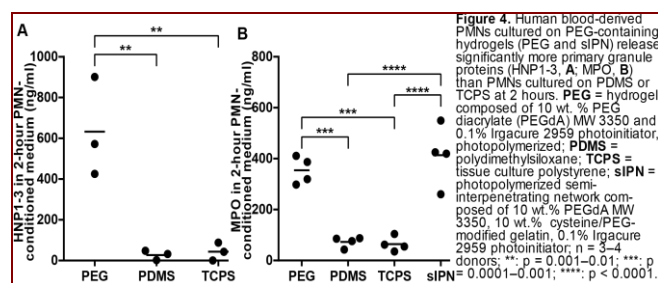 A
HNP1-3 in 2-hour PMN-
conditioned medium (ng/ml)
1000
800
600
400
200
0
**
**
PEG PDMS TCPS
B
MPO in 2-hour PMN-
conditioned medium (ng/ml)
800
600
400
200
0
****
****
***
***
PEG PDMS TCPS sIPN
Figure 4. Human blood-derived
PMNs cultured on PEG-containing
hydrogels (PEG and sIPN) release
significantly more primary granule
proteins (HNP1-3, A; MPO, B)
than PMNs cultured on PDMS or
TCPS at 2 hours. PEG = hydrogel
composed of 10 wt. % PEG
diacrylate (PEGdA) MW 3350 and
0.1% Irgacure 2959 photoinitiator,
photopolymerized; PDMS =
polydimethylsiloxane; TCPS =
tissue culture polystyrene; sIPN =
photopolymerized semi-
interpenetrating network com-
posed of 10 wt.% PEGdA MW
3350, 10 wt.% cysteine/PEG-
modified gelatin, 0.1% Irgacure
2959 photoinitiator; n = 3–4
donors; **: p = 0.001–0.01; ***: p
= 0.0001–0.001; ****: p < 0.0001.